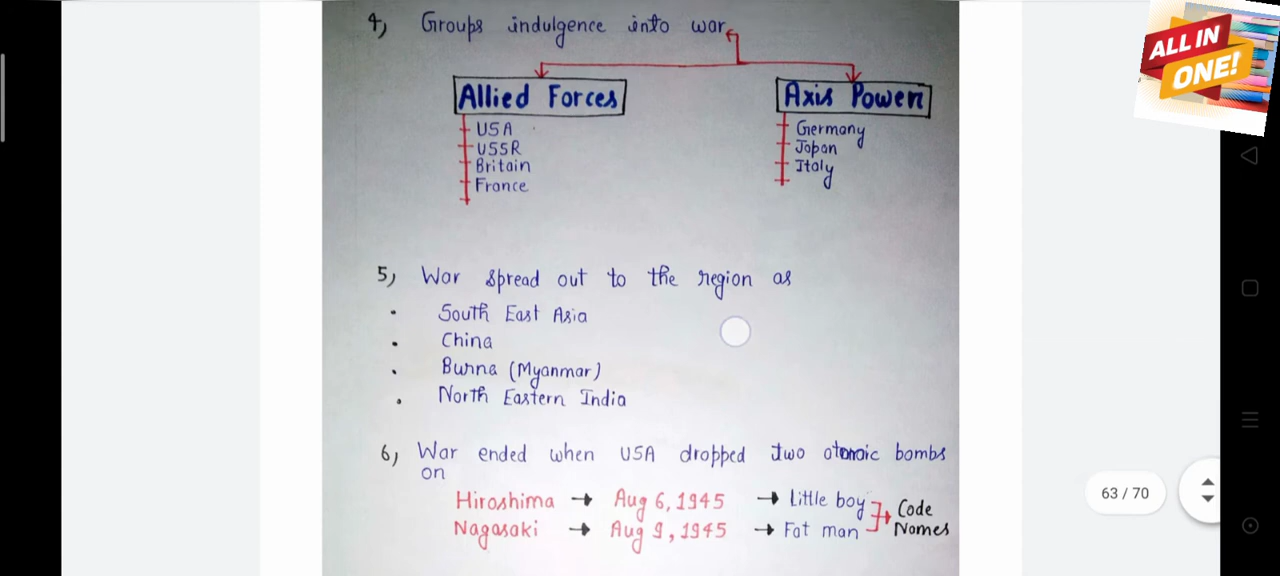 4) Groups indulgence into war
Allied Forces
Axis Power
USA
USSR
Britain
France
Germany
Japan
Italy
5) War spread out to the region as
• South East Asia
• China
• Burna (Myanmar)
• North Eastern India
6) War ended when USA dropped two atomic bombs
on
Hiroshima → Aug 6, 1945 → Little boy
Nagasaki → Aug 9, 1945 → Fat man
Code
Names
ALL IN
ONE!
63 / 70